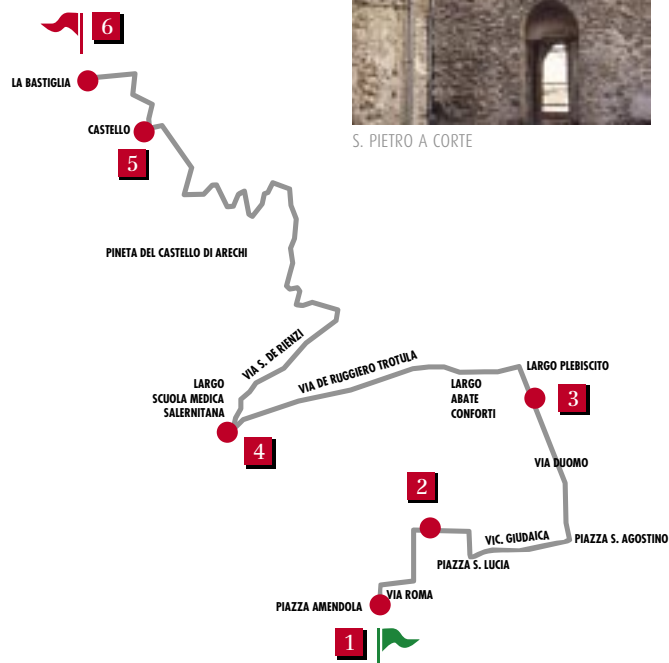 6
LA BASTIGLIA
CASTELLO
5
S. PIETRO A CORTE
PINETA DEL CASTELLO DI ARECHI
VIA S. DE RIENZI
VIA DE RUGGIERO TROTULA
LARGO
SCUOLA MEDICA
SALERNITANA
4
LARGO
ABATE
CONFORTI
LARGO PLEBISCITO
3
VIA DUOMO
2
VIC. GIUDAICA
PIAZZA S. AGOSTINO
PIAZZA S. LUCIA
VIA ROMA
PIAZZA AMENDOLA
1